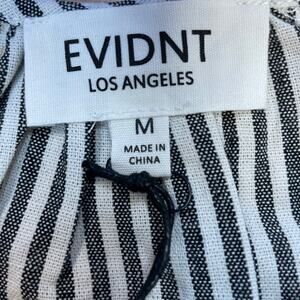 EVIDNT
LOS ANGELES
M
MADE IN
CHINA